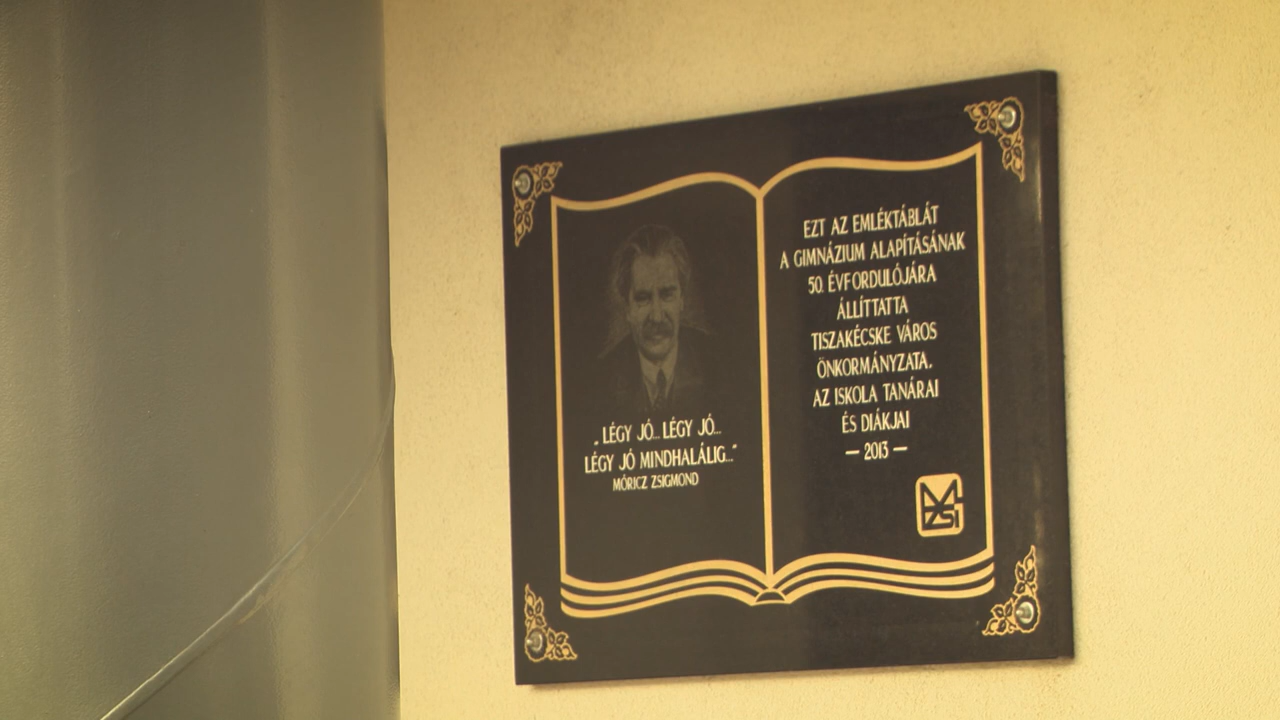 „LÉGY JÓ... LÉGY JÓ...
LÉGY JÓ MINDHALÁLIG..."
MÓRICZ ZSIGMOND
EZT AZ EMLÉKTÁBLÁT
A GIMNÁZIUM ALAPÍTÁSÁNAK
50. ÉVFORDULÓJÁRA
ÁLLÍTTATTA
TISZAKÉCSKE VÁROS
ÖNKORMÁNYZATA,
AZ ISKOLA TANÁRAI
ÉS DIÁKJAI
— 2013 —